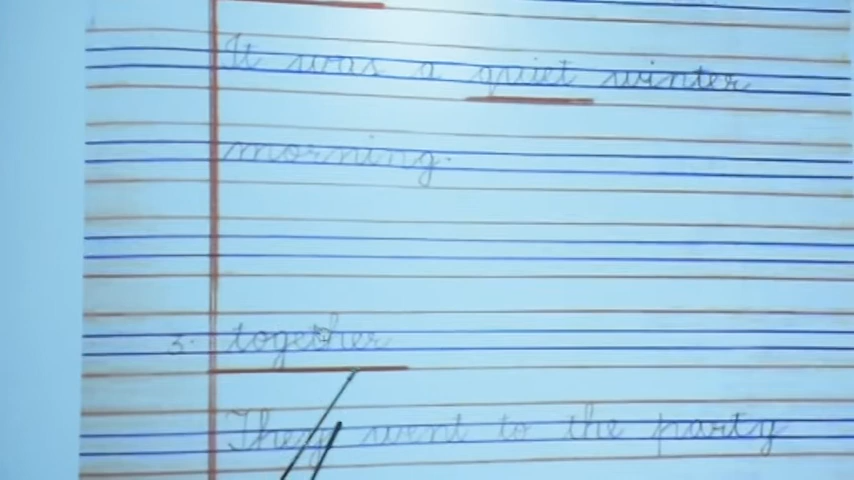 It was a quiet winter
morning.
3. together
They went to the party